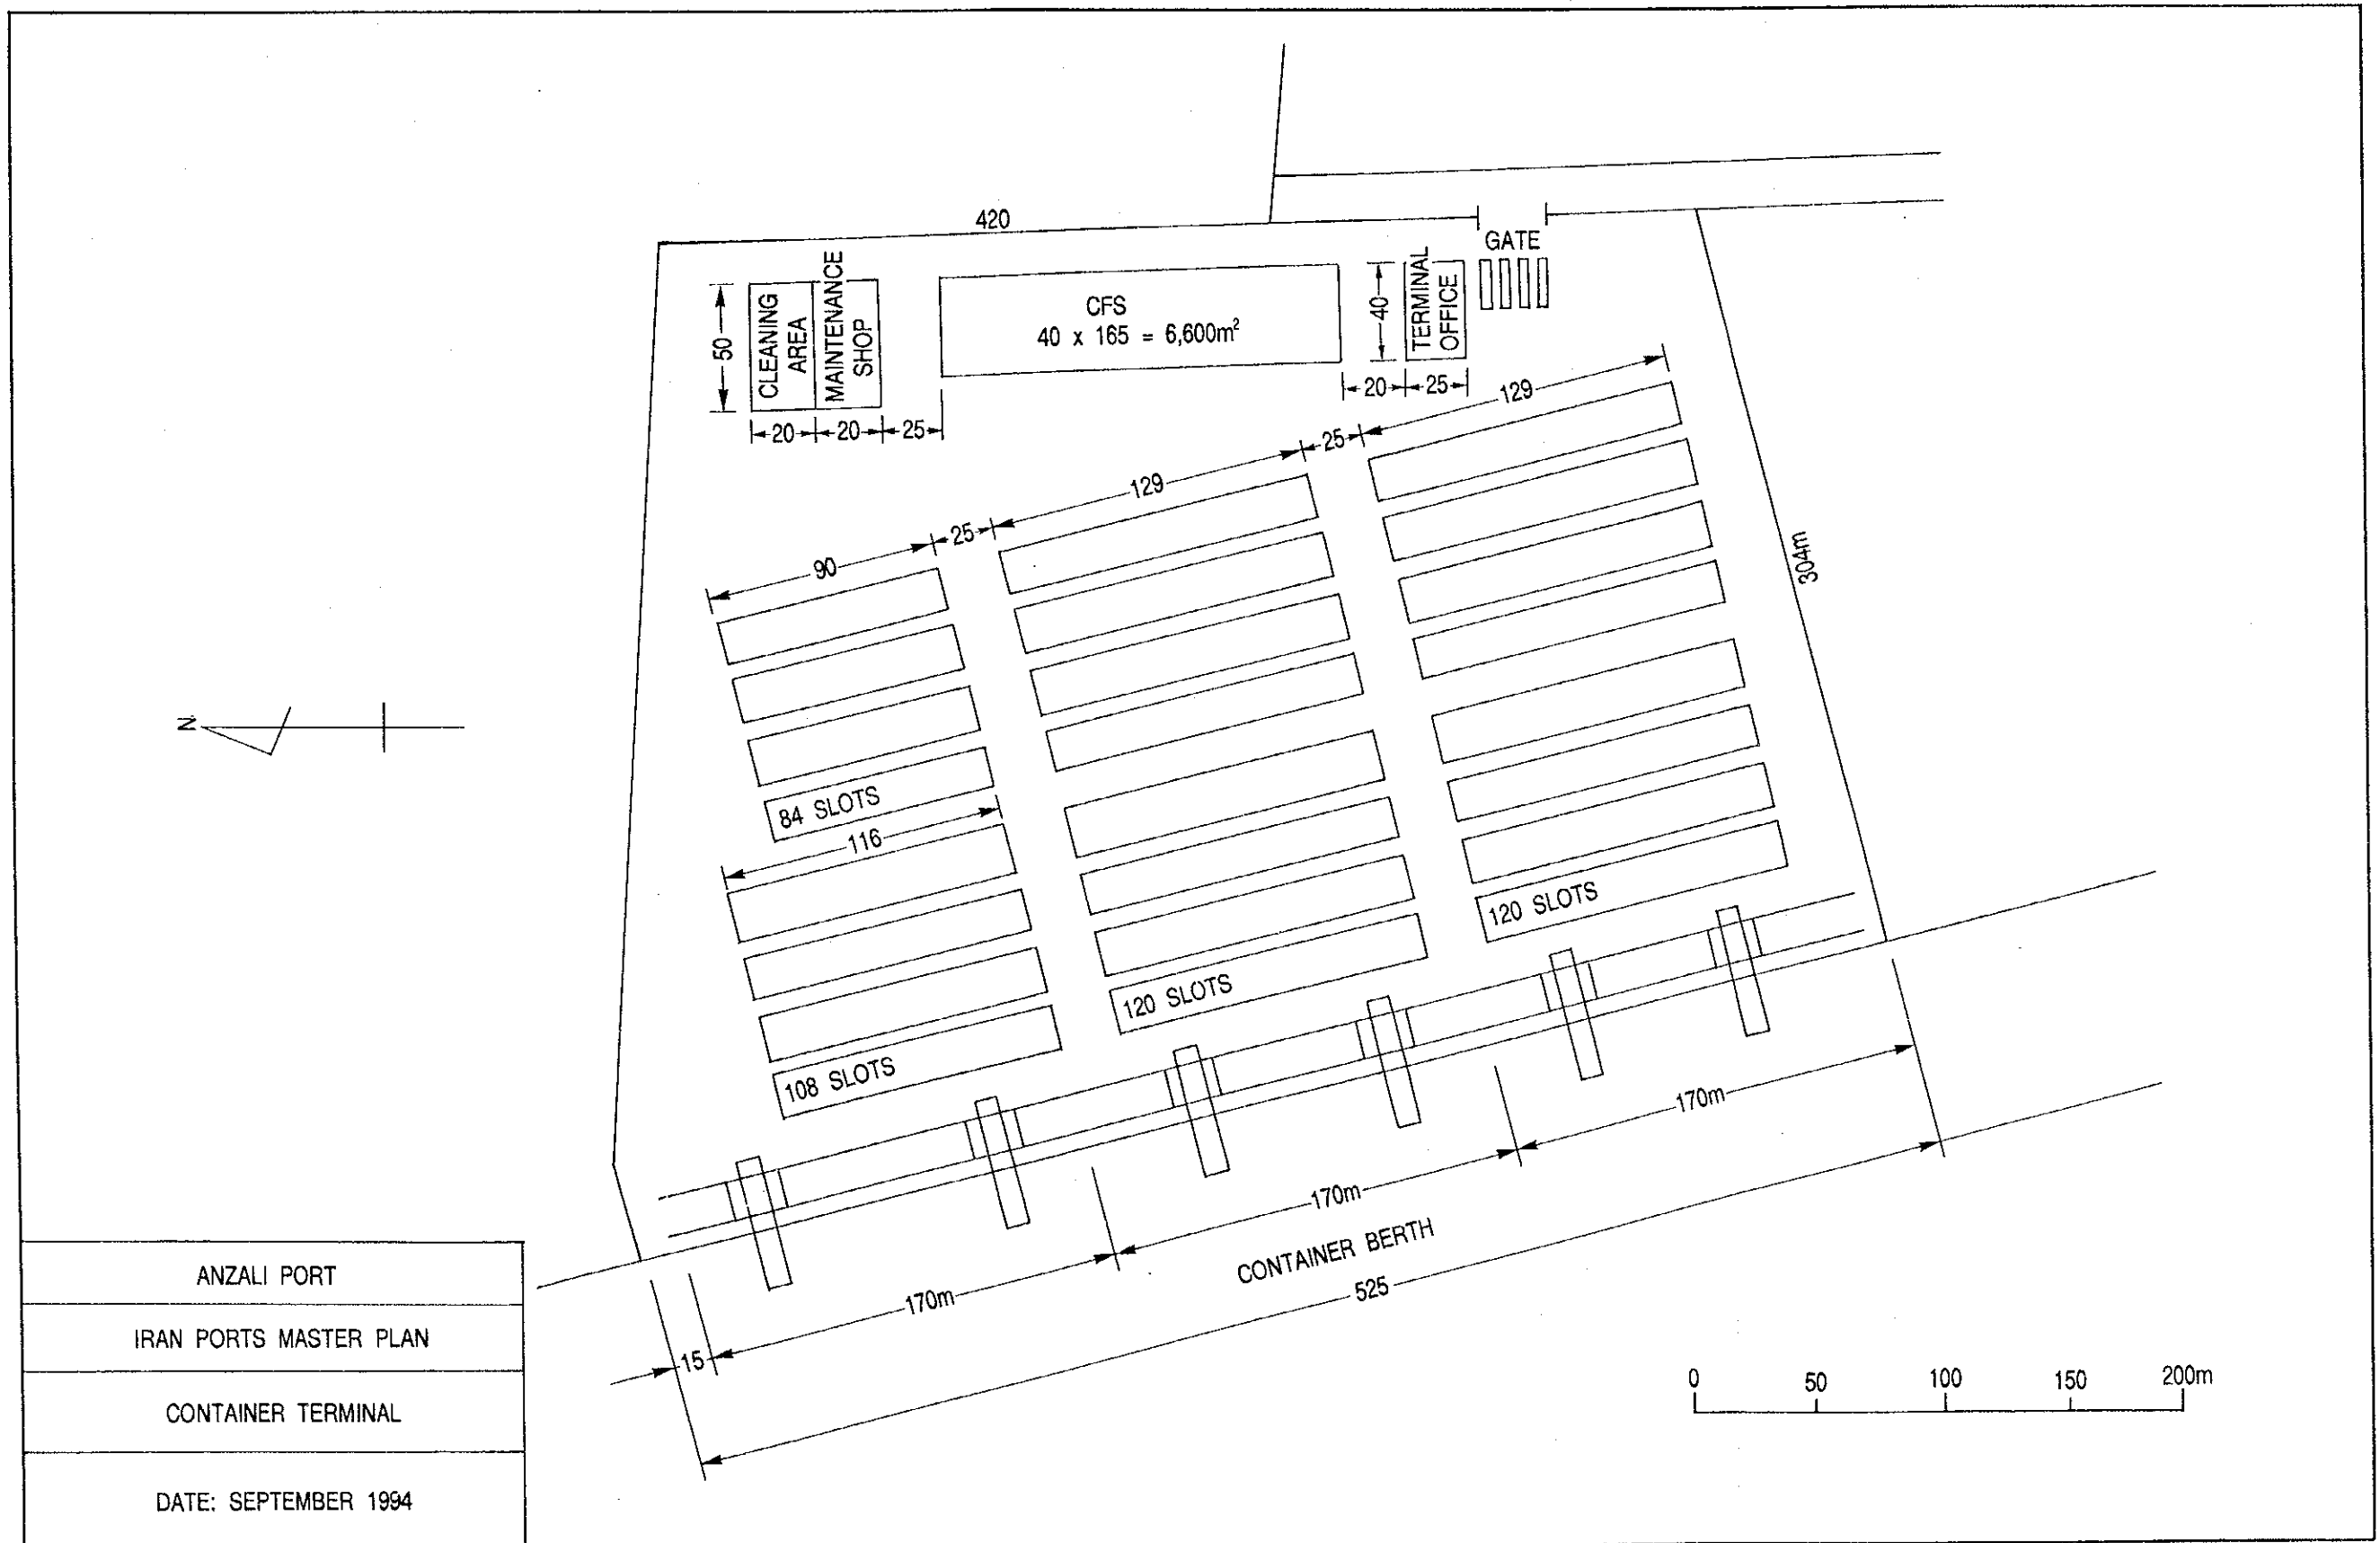 420
GATE
CLEANING
AREA
MAINTENANCE
SHOP
CFS
40 x 165 = 6,600m²
TERMINAL
OFFICE
50
40
20
20
25
20
25
129
25
129
25
90
304m
84 SLOTS
116
120 SLOTS
120 SLOTS
108 SLOTS
N
170m
170m
CONTAINER BERTH
170m
525
15
0 50 100 150 200m
ANZALI PORT
IRAN PORTS MASTER PLAN
CONTAINER TERMINAL
DATE: SEPTEMBER 1994